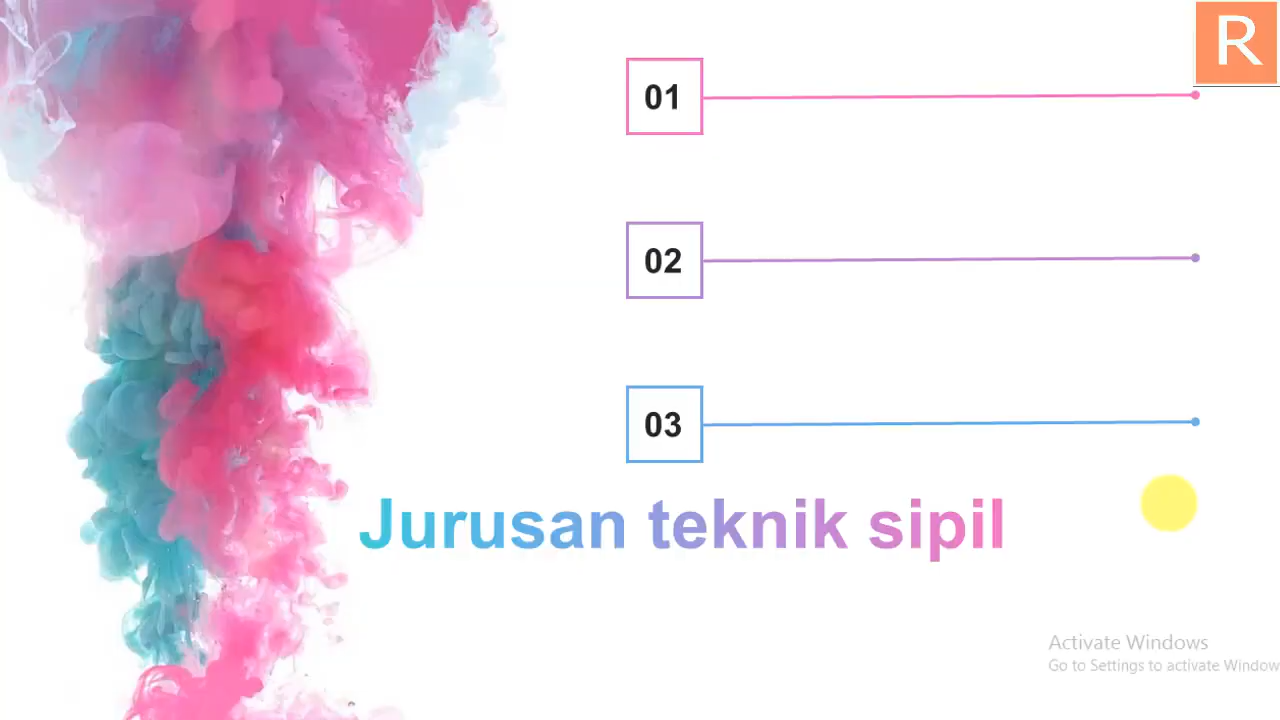 R
01
02
03
Jurusan teknik sipil
Activate Windows
Go to Settings to activate Window